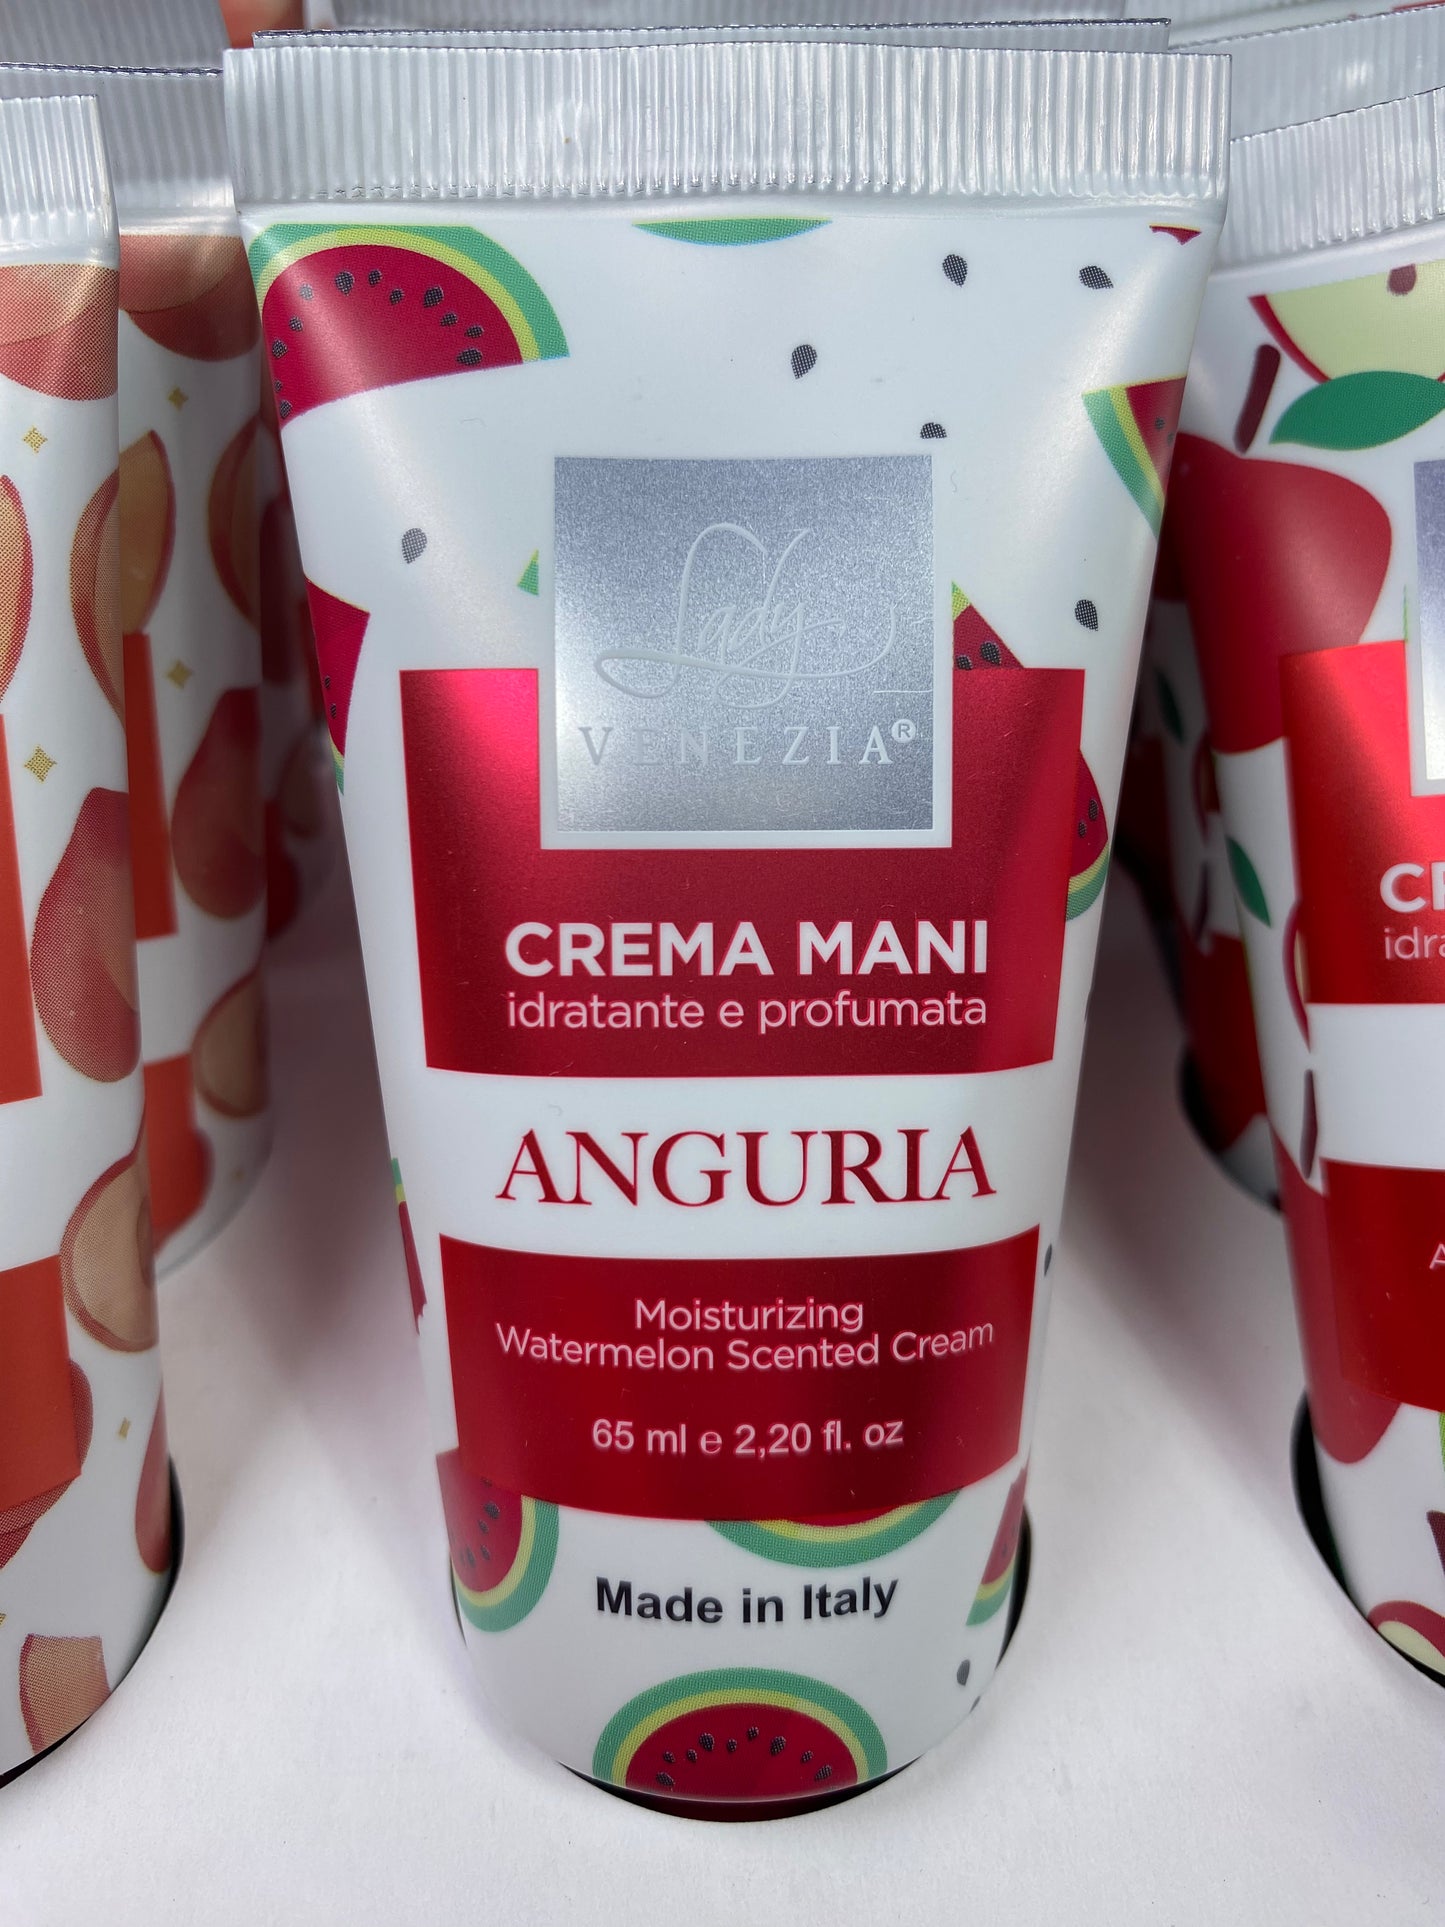 Lady
VENEZIA®
CREMA MANI
idratante e profumata
ANGURIA
Moisturizing
Watermelon Scented Cream
65 ml e 2,20 fl. oz
Made in Italy